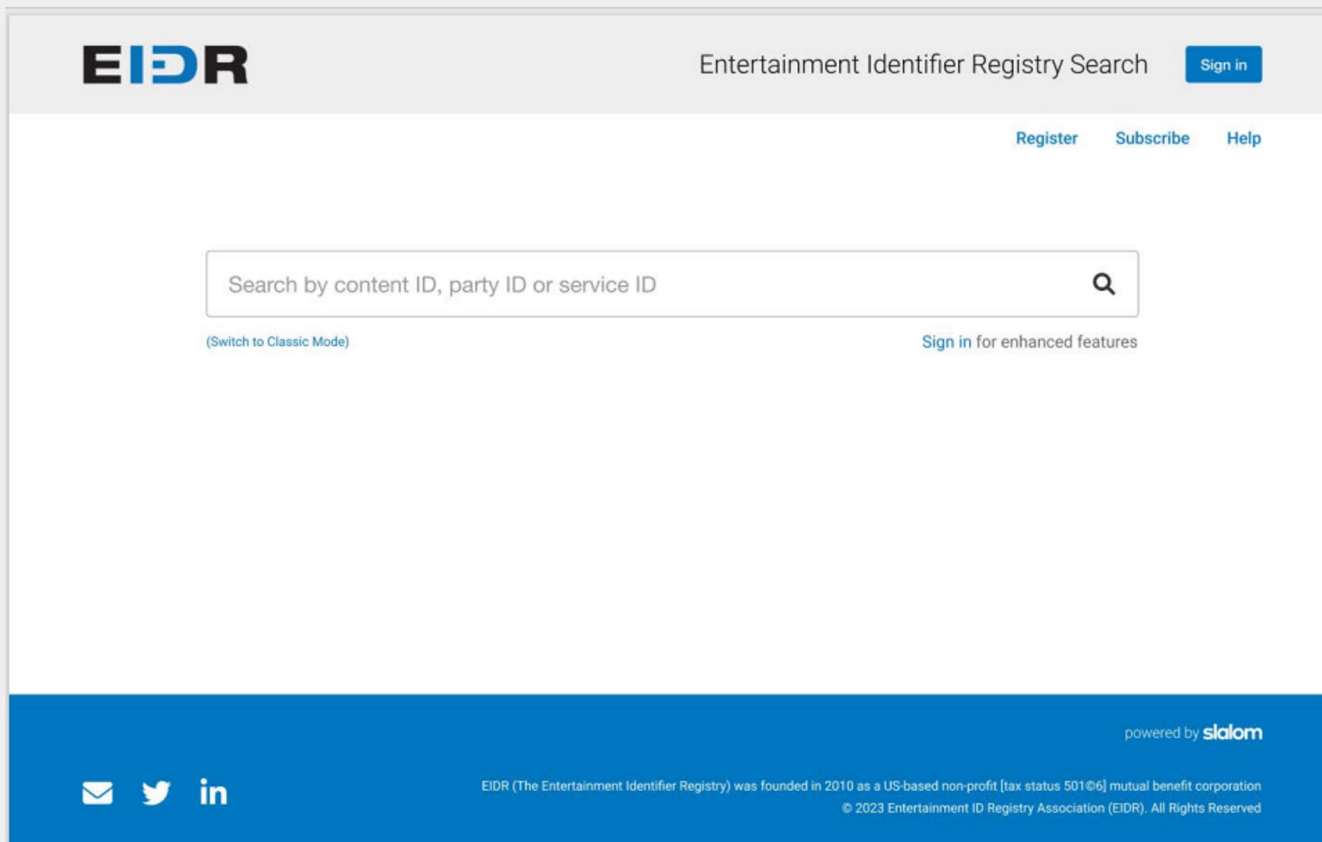 EIDR
Entertainment Identifier Registry Search
Sign in
Register
Subscribe
Help
Search by content ID, party ID or service ID
(Switch to Classic Mode)
Sign in for enhanced features
powered by slalom
in
EIDR (The Entertainment Identifier Registry) was founded in 2010 as a US-based non-profit [tax status 501©6] mutual benefit corporation
© 2023 Entertainment ID Registry Association (EIDR). All Rights Reserved